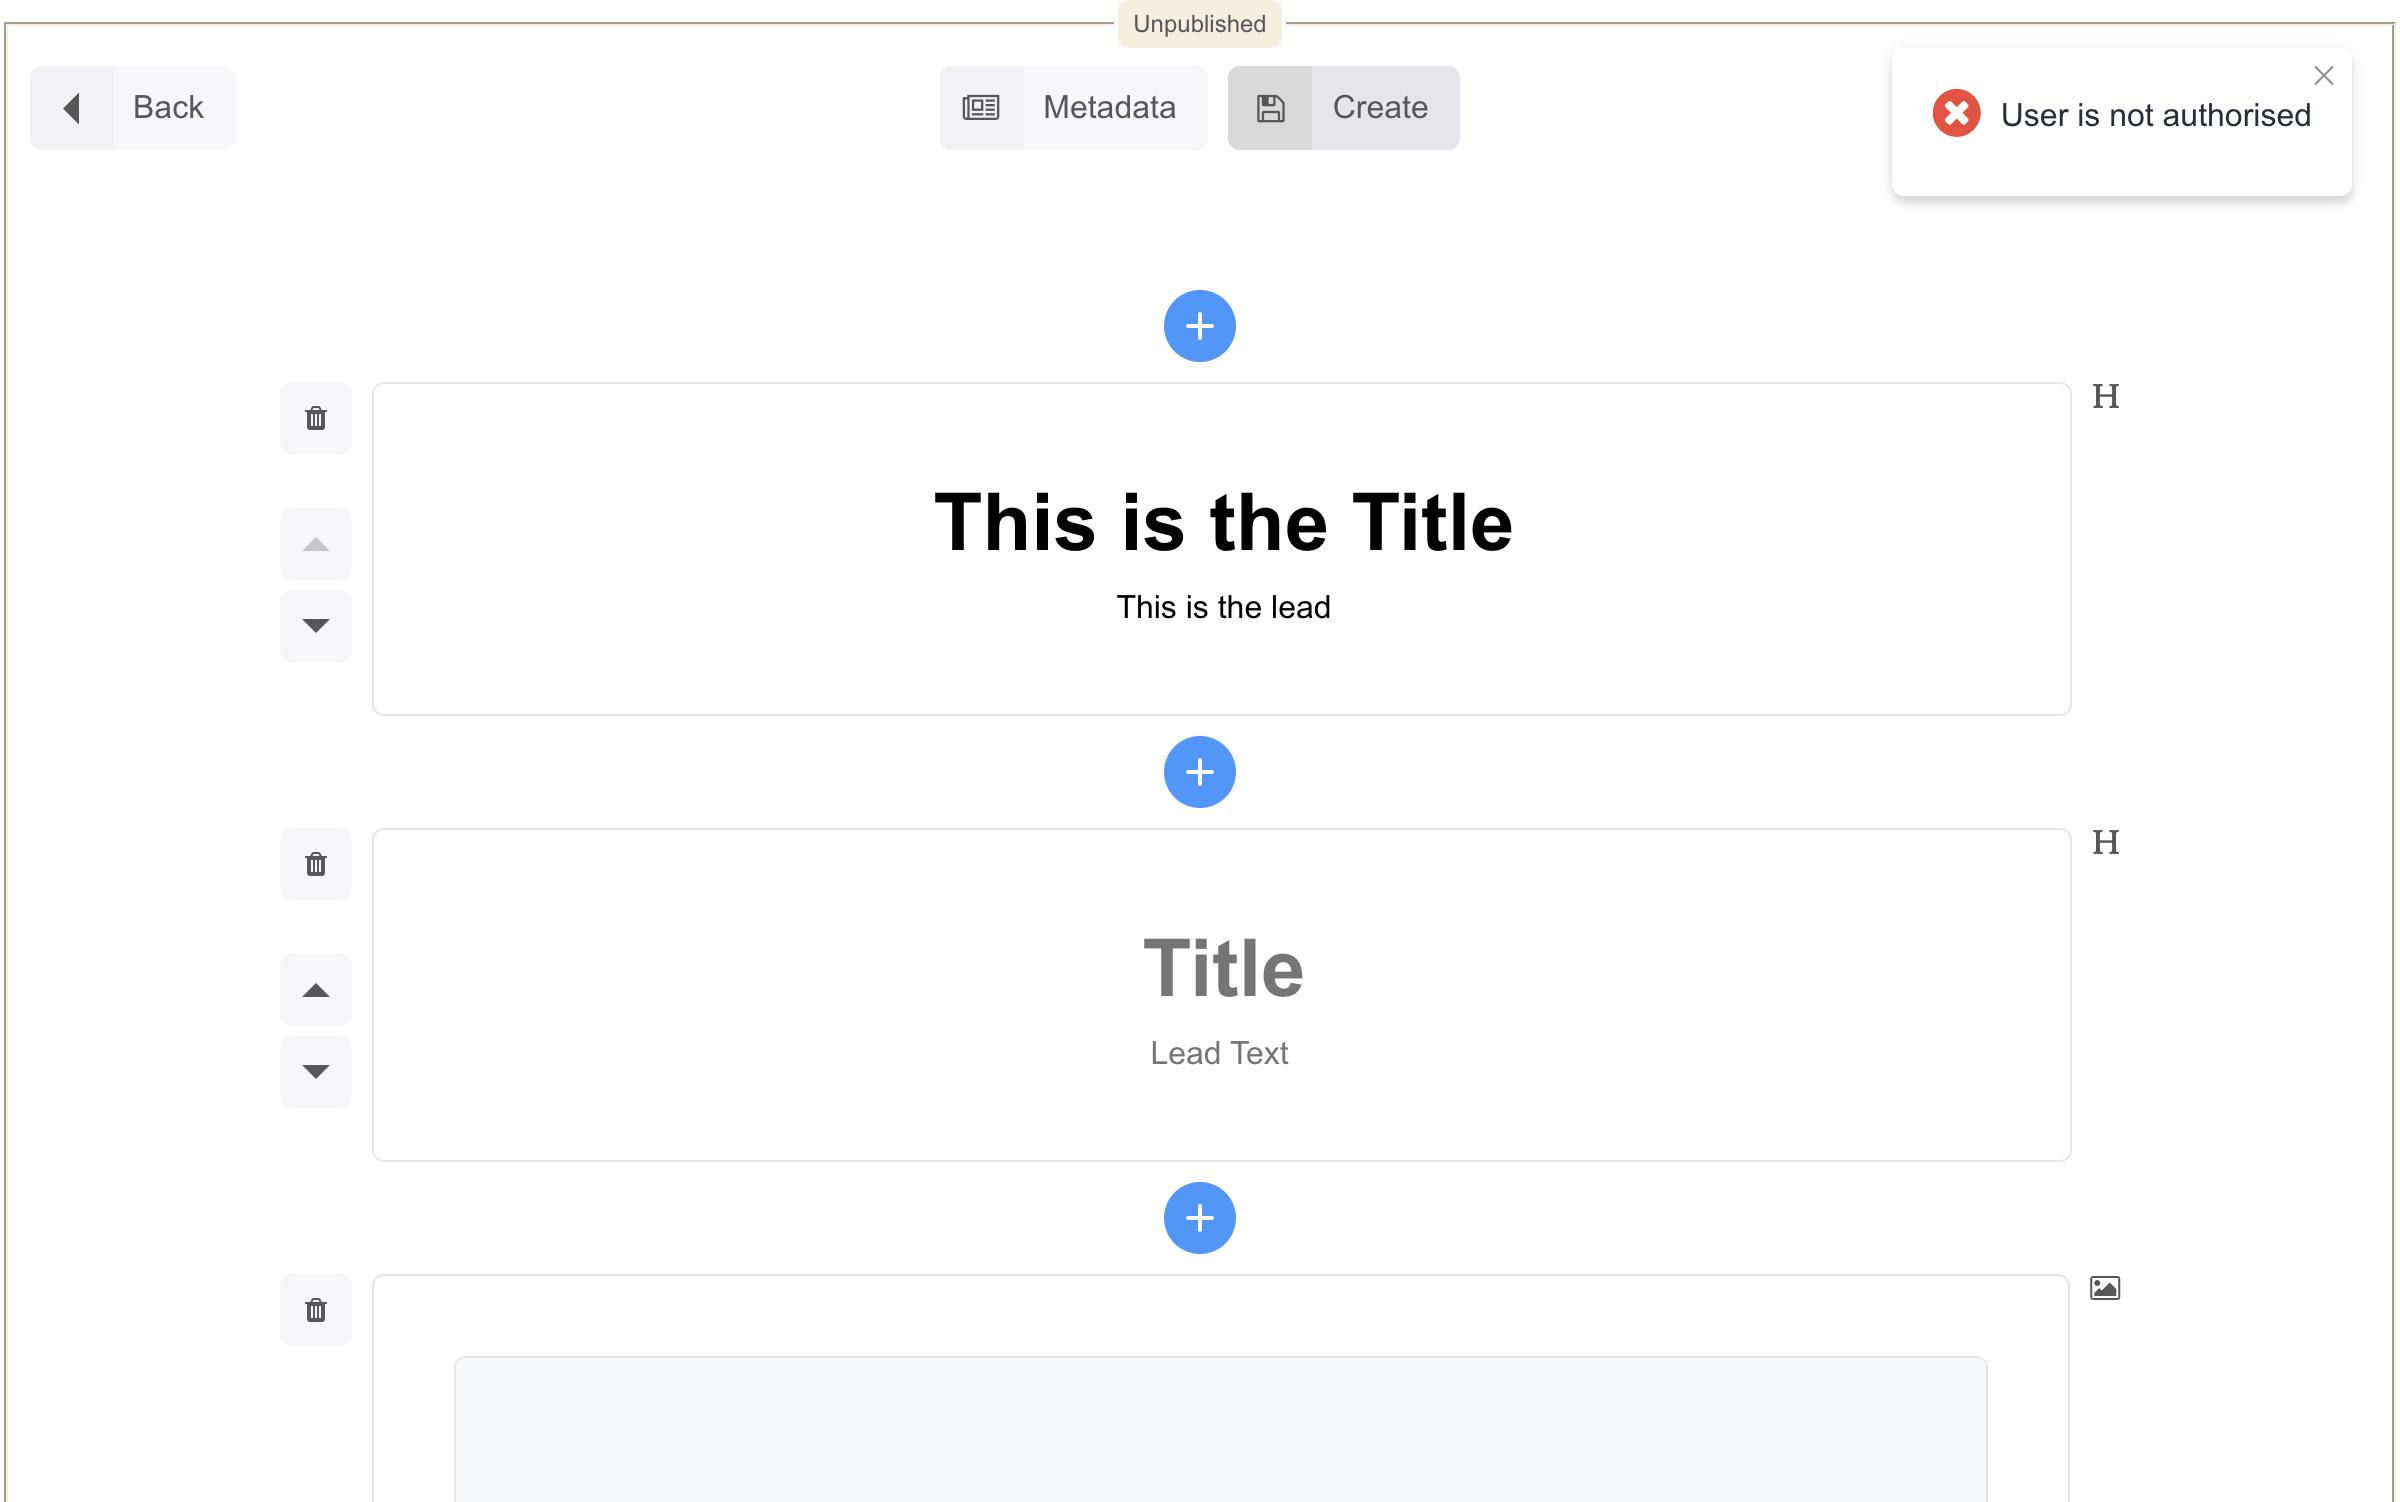 Unpublished
Back
Metadata
Create
User is not authorised
H
This is the Title
This is the lead
H
Title
Lead Text